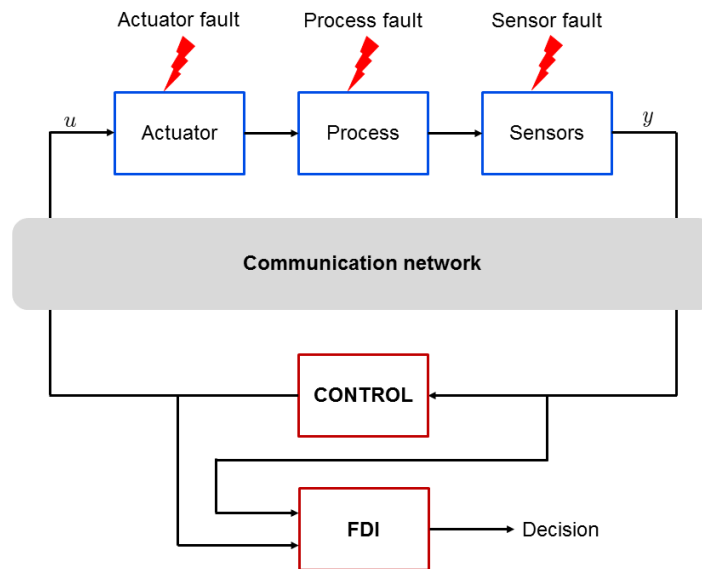 Actuator fault
Process fault
Sensor fault
u
Actuator
Process
Sensors
y
Communication network
CONTROL
FDI
Decision